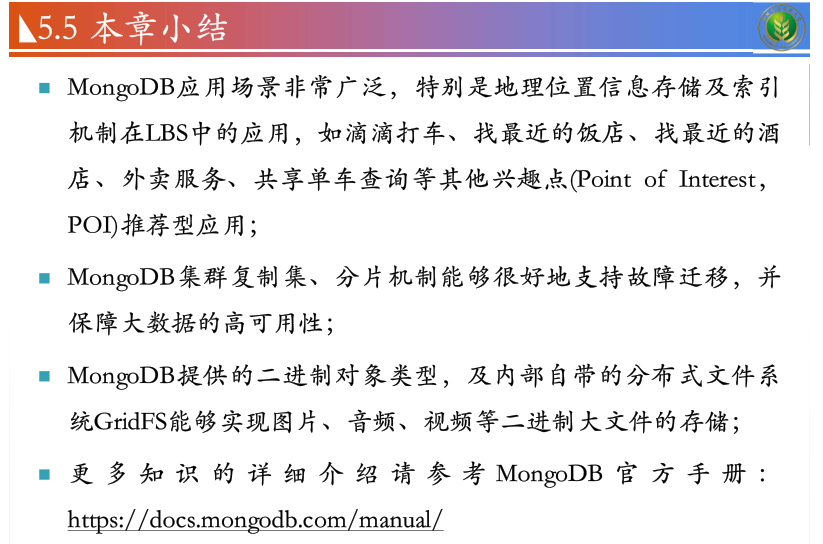 5.5 本章小结
MongoDB应用场景非常广泛，特别是地理位置信息存储及索引
机制在LBS中的应用，如滴滴打车、找最近的饭店、找最近的酒
店、外卖服务、共享单车查询等其他兴趣点(Point of Interest，
POI)推荐型应用；
MongoDB集群复制集、分片机制能够很好地支持故障迁移，并
保障大数据的高可用性；
MongoDB提供的二进制对象类型，及内部自带的分布式文件系
统GridFS能够实现图片、音频、视频等二进制大文件的存储；
更多知识的详细介绍请参考MongoDB官方手册：
https://docs.mongodb.com/manual/